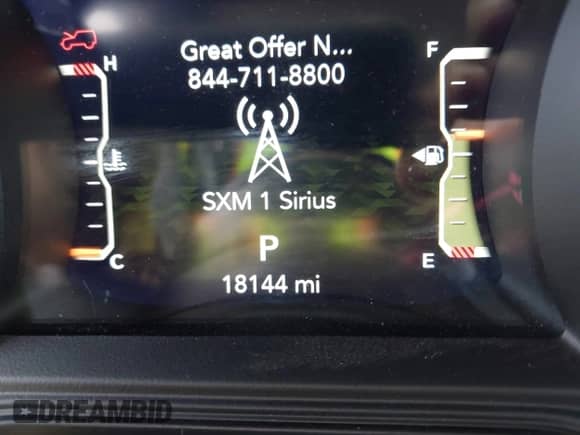 Great Offer N...
844-711-8800
H
F
SXM 1 Sirius
P
C
E
18144 mi
DREAMBID